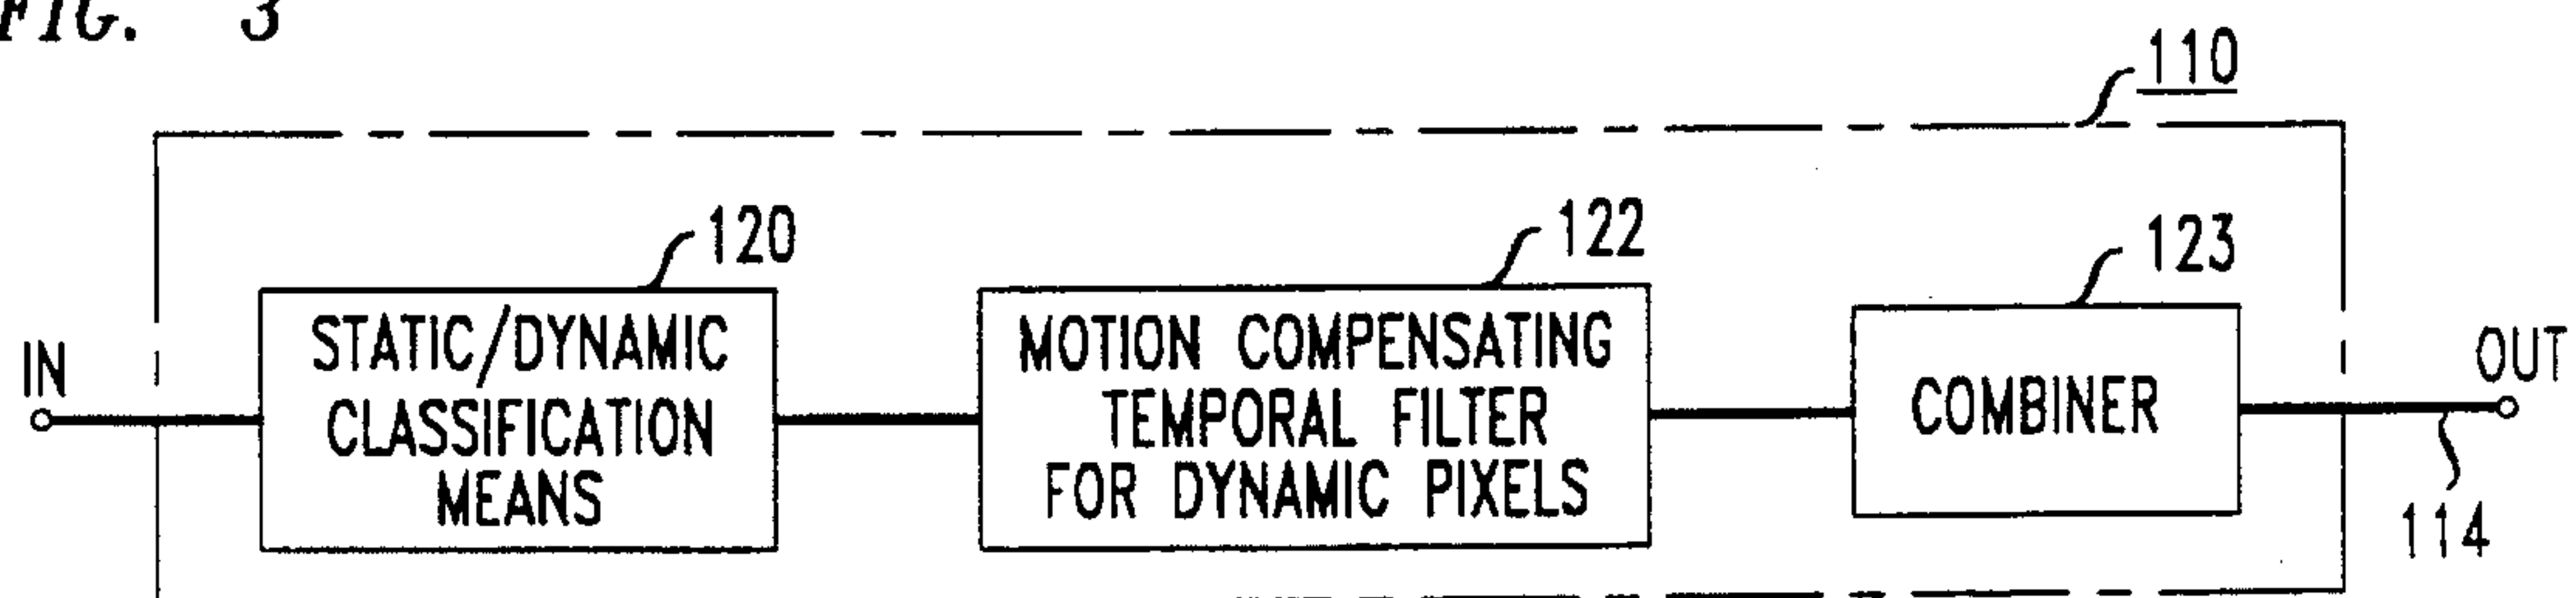 FIG. 3
110
120
122
123
IN
STATIC/DYNAMIC
CLASSIFICATION
MEANS
MOTION COMPENSATING
TEMPORAL FILTER
FOR DYNAMIC PIXELS
COMBINER
OUT
114